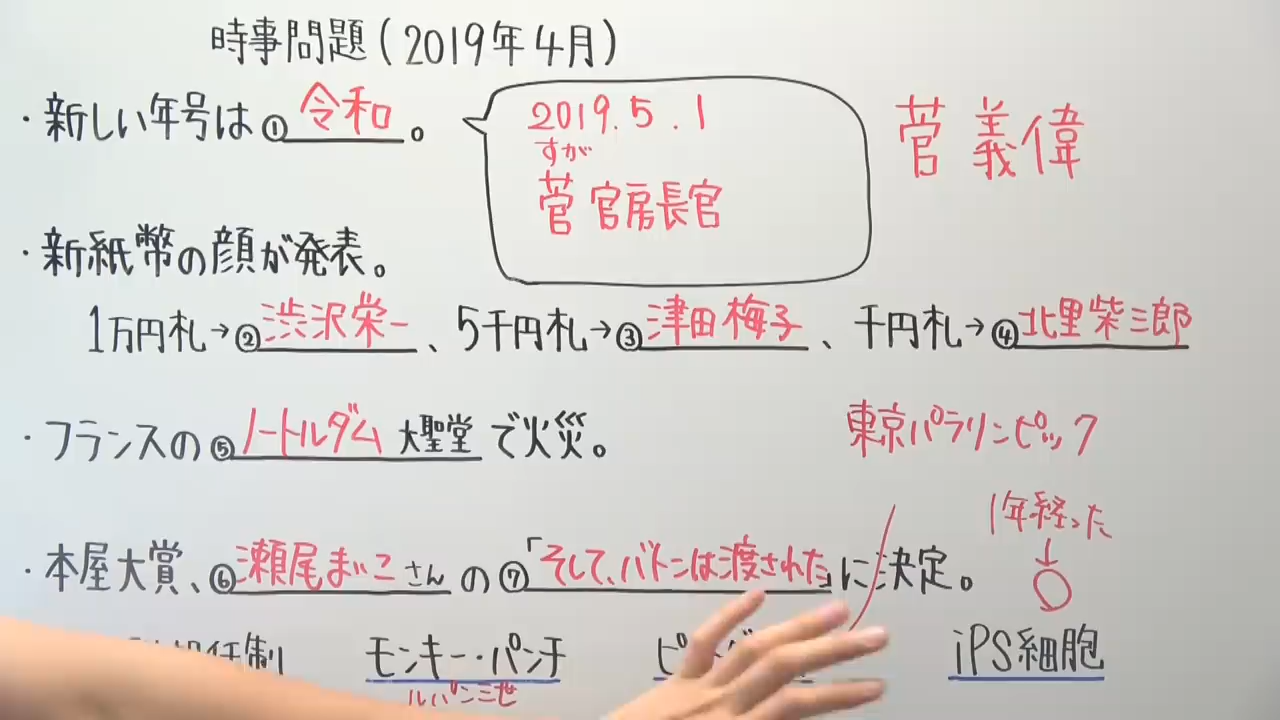 時事問題(2019年4月)
・新しい年号は①令和。
2019.5.1
すが
菅官房長官
菅義偉
・新紙幣の顔が発表。
1万円札→②渋沢栄一、5千円札→③津田梅子、千円札→④北里柴三郎
・フランスの⑤ノートルダム大聖堂で火災。
東京パラリンピック
1年経った
・本屋大賞、⑥瀬尾まいこさんの⑦「そして、バトンは渡された」に決定。
任制 モンキー・パンチ iPS細胞
ルパン三世